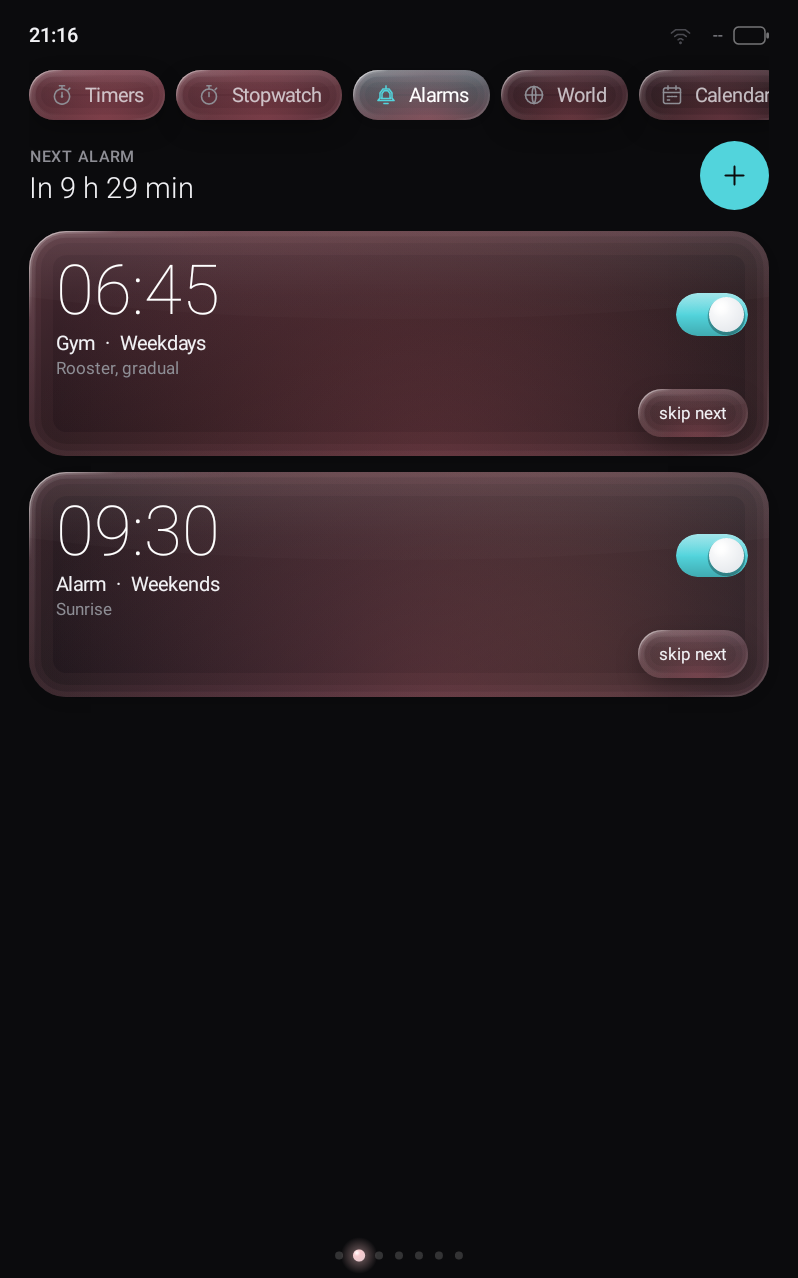 21:16 --
Timers Stopwatch Alarms World Calendar
NEXT ALARM
In 9 h 29 min
06:45
Gym · Weekdays
Rooster, gradual
skip next
09:30
Alarm · Weekends
Sunrise
skip next